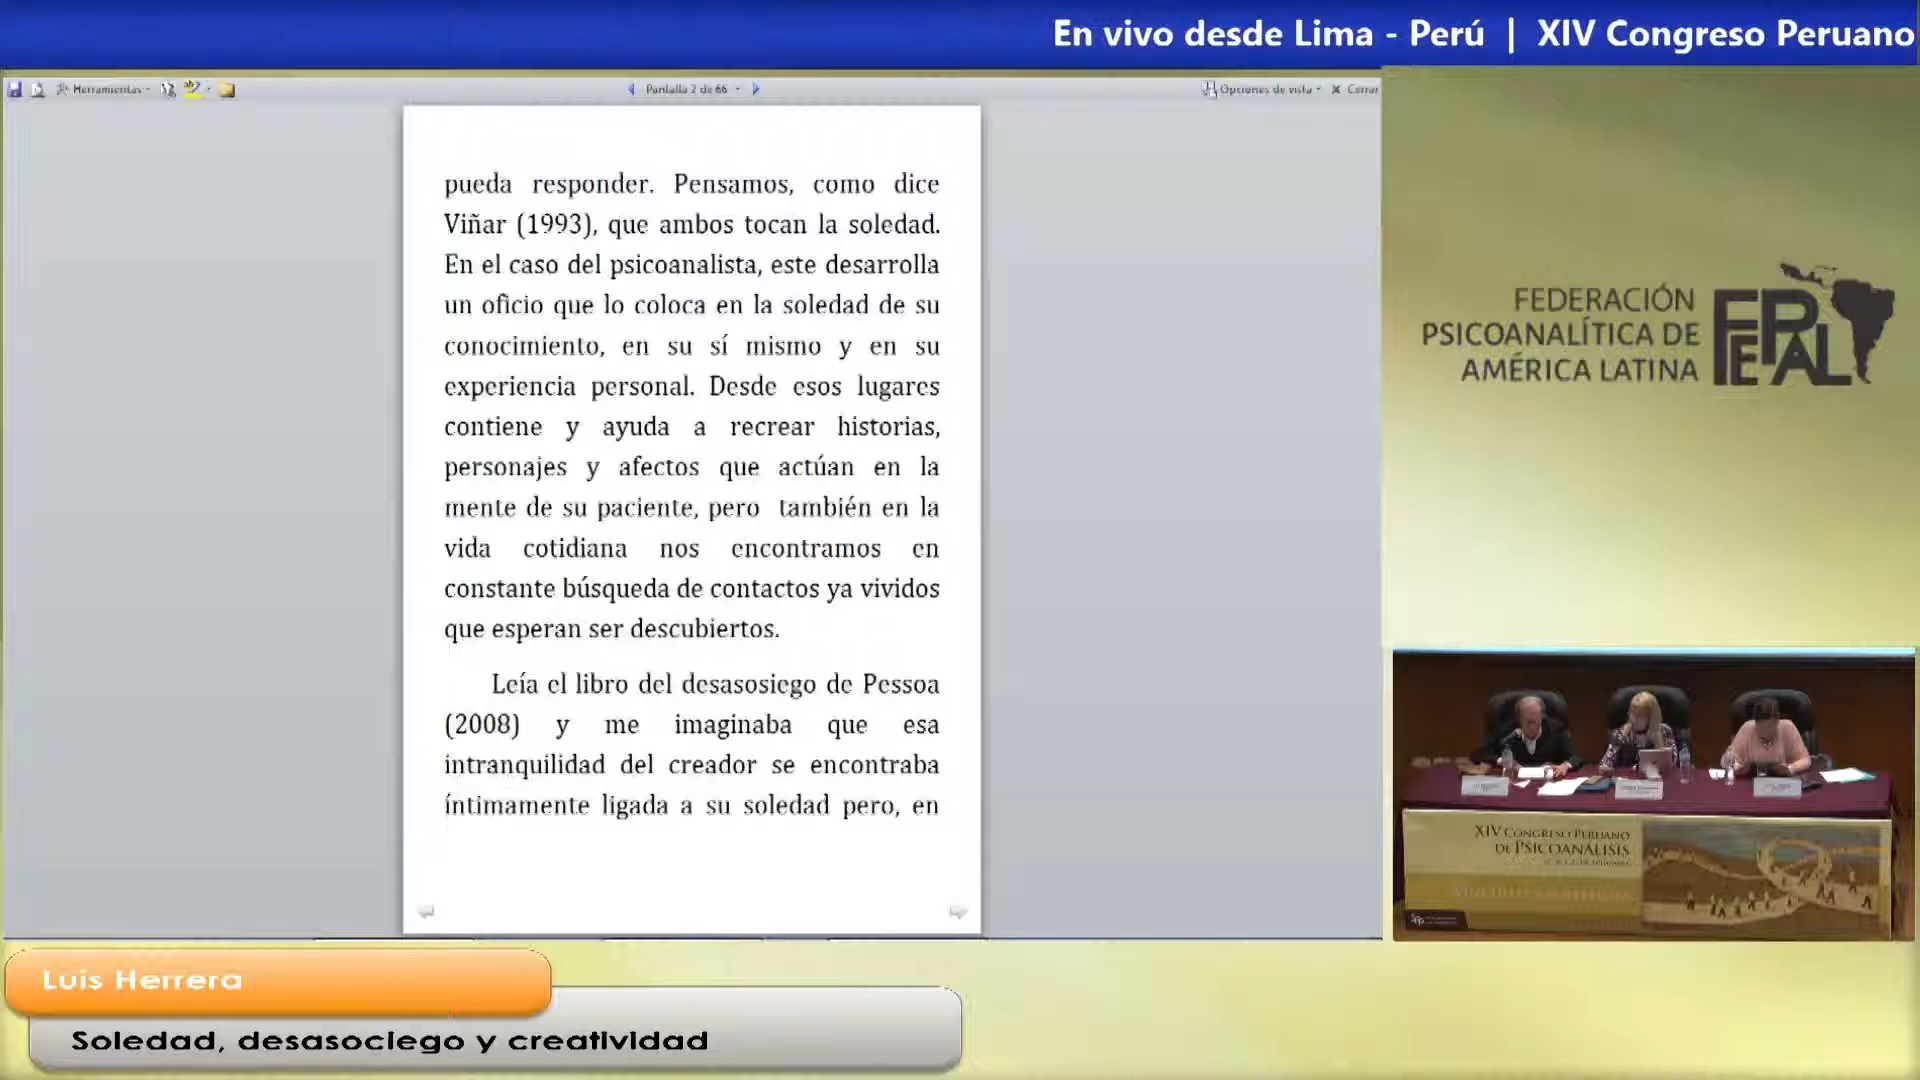 En vivo desde Lima - Perú | XIV Congreso Peruano
Herramientas
Pantalla 2 de 66
Opciones de vista
Cerrar
pueda responder. Pensamos, como dice
Viñar (1993), que ambos tocan la soledad.
En el caso del psicoanalista, este desarrolla
un oficio que lo coloca en la soledad de su
conocimiento, en su sí mismo y en su
experiencia personal. Desde esos lugares
contiene y ayuda a recrear historias,
personajes y afectos que actúan en la
mente de su paciente, pero también en la
vida cotidiana nos encontramos en
constante búsqueda de contactos ya vividos
que esperan ser descubiertos.
Leía el libro del desasosiego de Pessoa
(2008) y me imaginaba que esa
intranquilidad del creador se encontraba
íntimamente ligada a su soledad pero, en
FEDERACIÓN
PSICOANALÍTICA DE
AMÉRICA LATINA
FEPAL
XIV CONGRESO PERUANO
DE PSICOANÁLISIS
Luis Herrera
Soledad, desasociego y creatividad